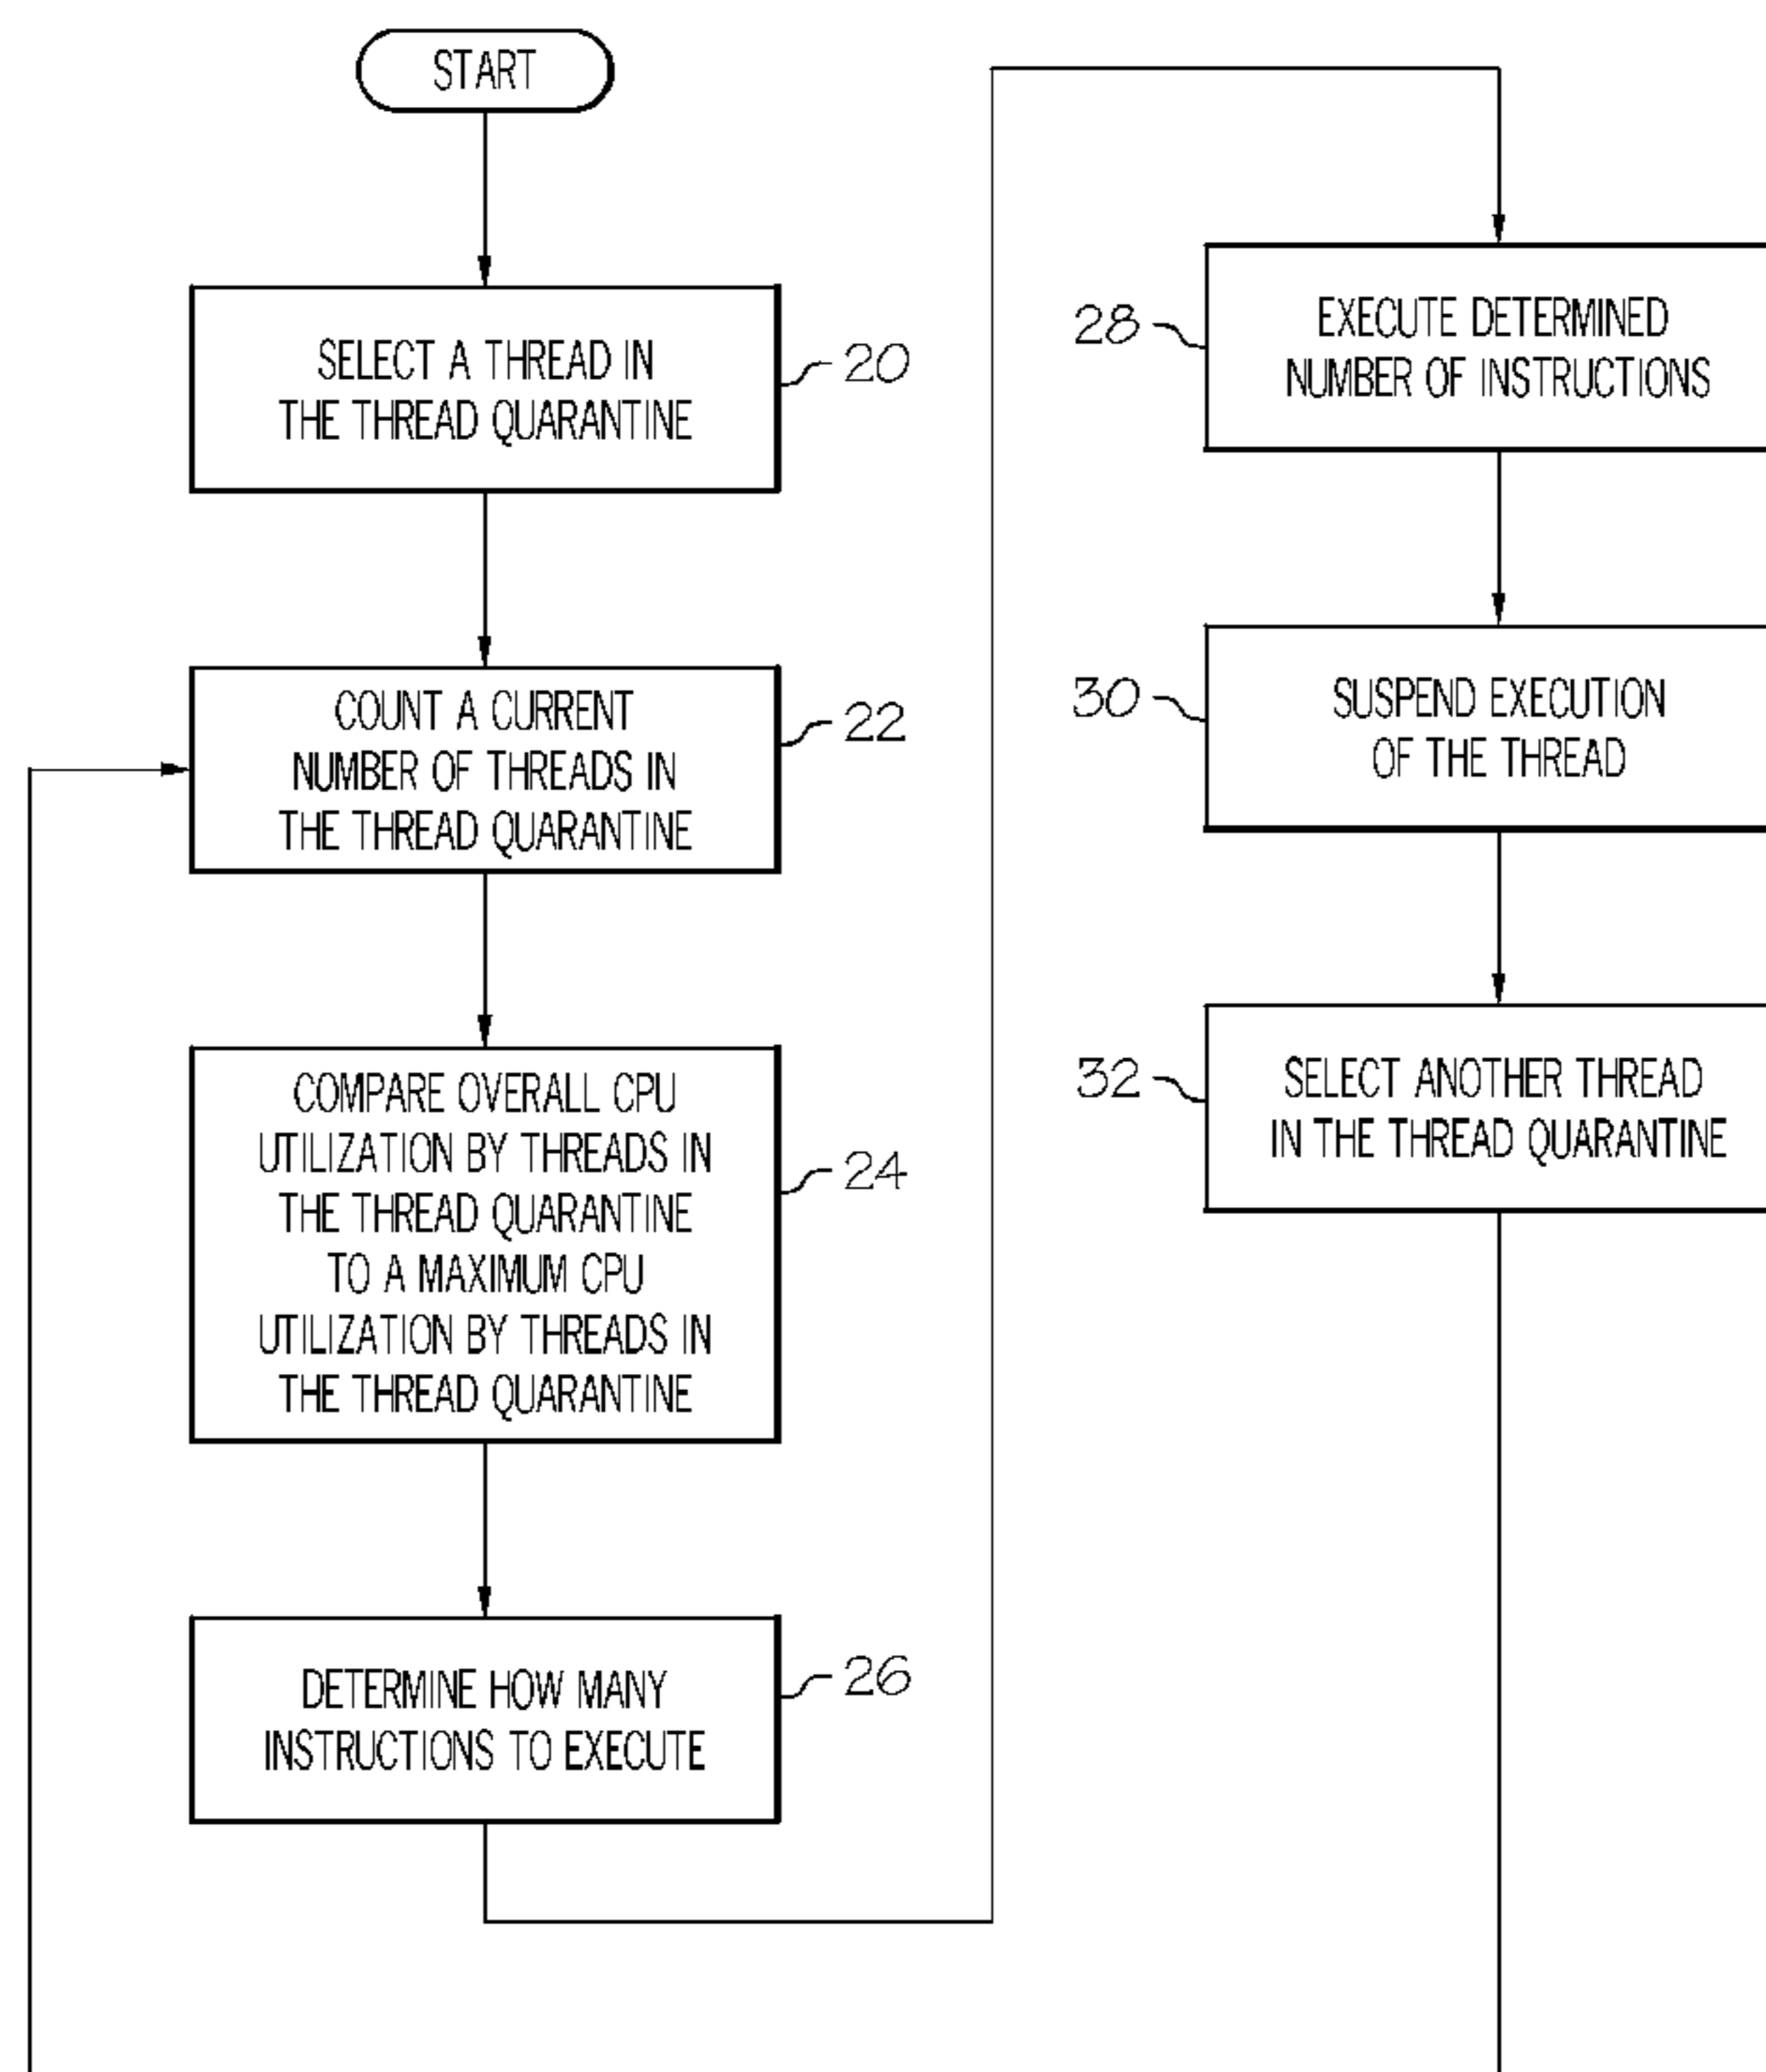 START
SELECT A THREAD IN
THE THREAD QUARANTINE
20
COUNT A CURRENT
NUMBER OF THREADS IN
THE THREAD QUARANTINE
22
COMPARE OVERALL CPU
UTILIZATION BY THREADS IN
THE THREAD QUARANTINE
TO A MAXIMUM CPU
UTILIZATION BY THREADS IN
THE THREAD QUARANTINE
24
DETERMINE HOW MANY
INSTRUCTIONS TO EXECUTE
26
28
EXECUTE DETERMINED
NUMBER OF INSTRUCTIONS
30
SUSPEND EXECUTION
OF THE THREAD
32
SELECT ANOTHER THREAD
IN THE THREAD QUARANTINE